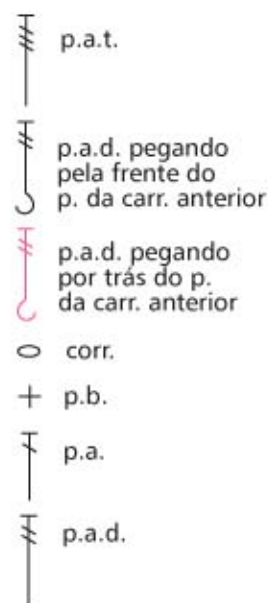 p.a.t.
p.a.d. pegando
pela frente do
p. da carr. anterior
p.a.d. pegando
por trás do p.
da carr. anterior
corr.
p.b.
p.a.
p.a.d.